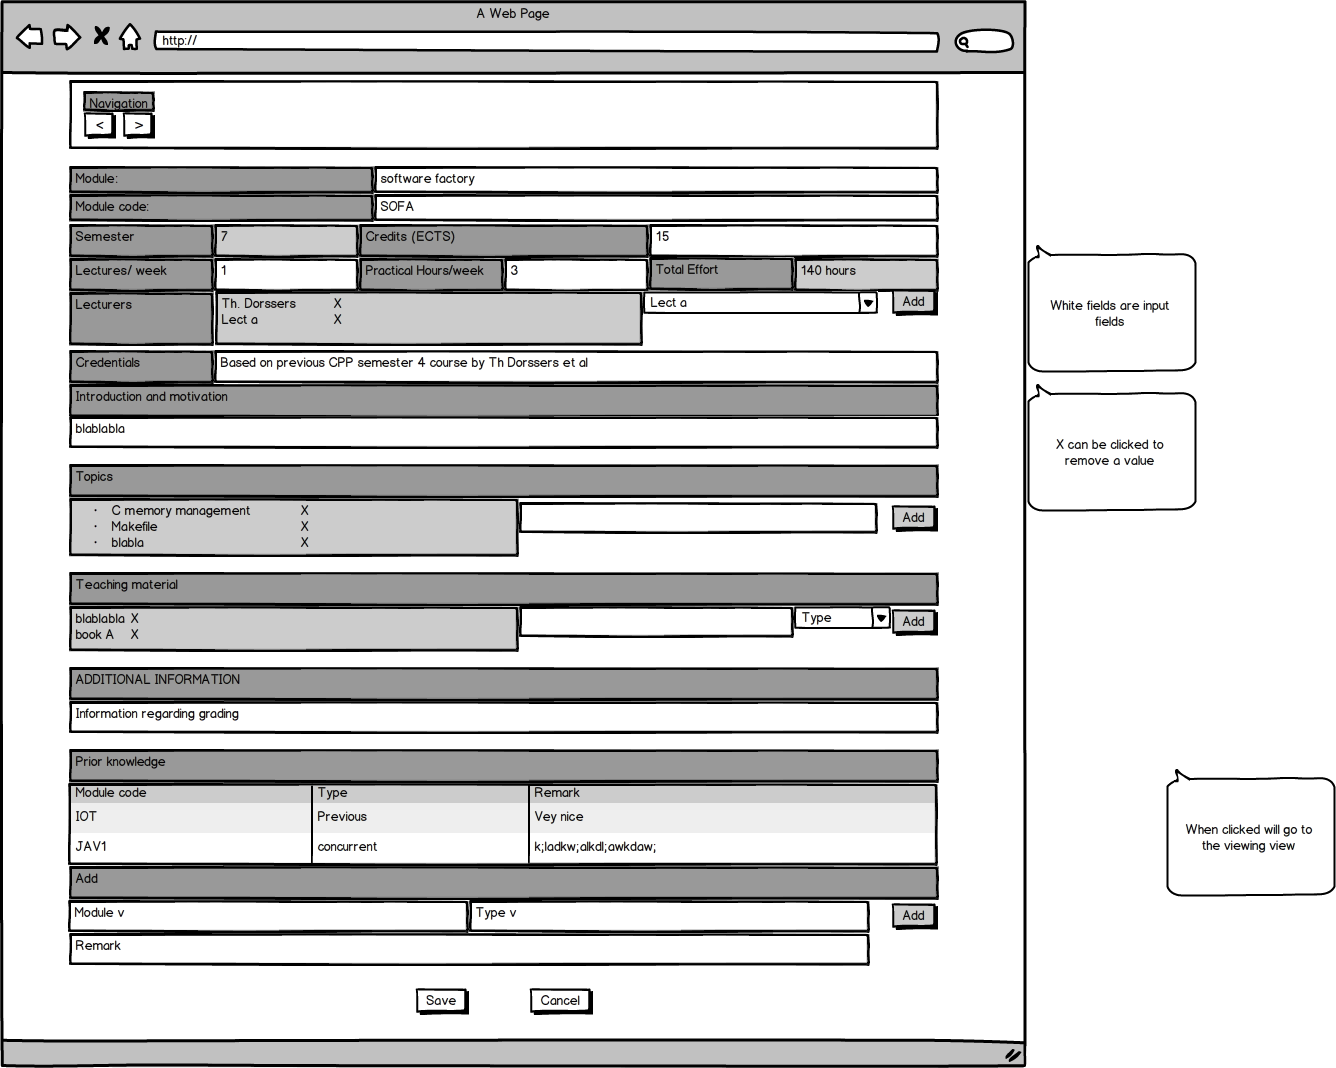 A Web Page
http://
Navigation
< >
Module: software factory
Module code: SOFA
Semester 7 Credits (ECTS) 15
Lectures/ week 1 Practical Hours/week 3 Total Effort 140 hours
Lecturers Th. Dorssers X Lect a Add
Lect a X
Credentials Based on previous CPP semester 4 course by Th Dorssers et al
Introduction and motivation
blablabla
Topics
· C memory management X
· Makefile X
· blabla X
Add
Teaching material
blablabla X Type Add
book A X
ADDITIONAL INFORMATION
Information regarding grading
Prior knowledge
Module code Type Remark
IOT Previous Vey nice
JAV1 concurrent k;ladkw;alkdl;awkdaw;
Add
Module v Type v Add
Remark
Save Cancel
White fields are input
fields
X can be clicked to
remove a value
When clicked will go to
the viewing view